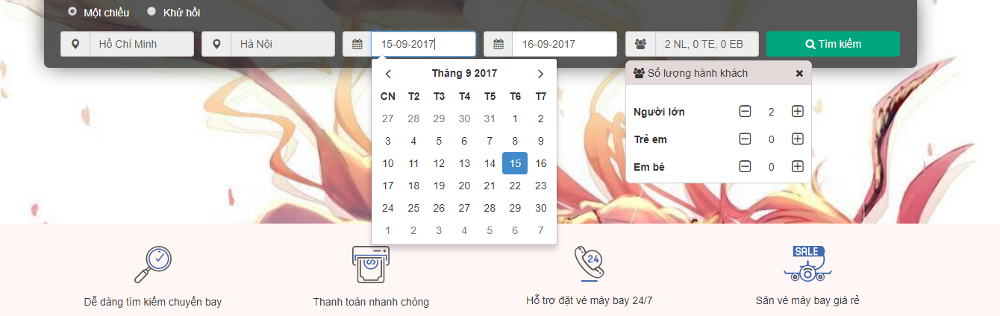 Một chiều Khứ hồi
Hồ Chí Minh Hà Nội 15-09-2017 16-09-2017 2 NL, 0 TE, 0 EB Tìm kiếm
Tháng 9 2017
CN T2 T3 T4 T5 T6 T7
27 28 29 30 31 1 2
3 4 5 6 7 8 9
10 11 12 13 14 15 16
17 18 19 20 21 22 23
24 25 26 27 28 29 30
1 2 3 4 5 6 7
Số lượng hành khách
Người lớn 2
Trẻ em 0
Em bé 0
24
SALE
Dễ dàng tìm kiếm chuyến bay
Thanh toán nhanh chóng
Hỗ trợ đặt vé máy bay 24/7
Săn vé máy bay giá rẻ